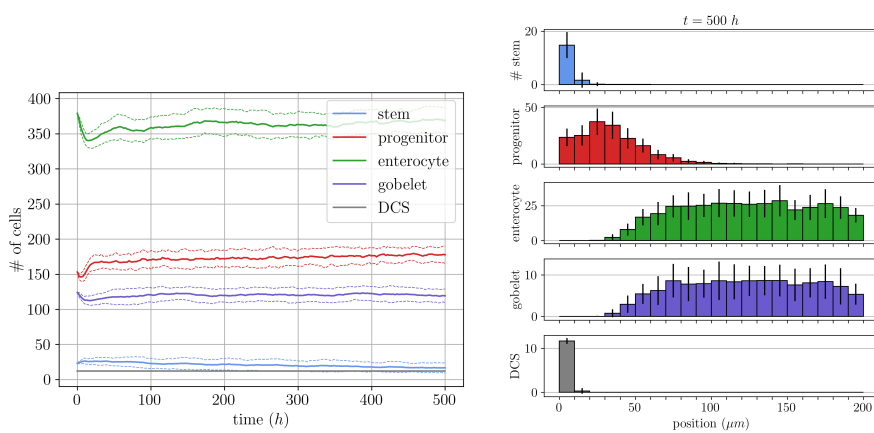 400
350
300
250
200
150
100
50
0
# of cells
0 100 200 300 400 500
time (h)
stem
progenitor
enterocyte
gobelet
DCS
t = 500 h
20
0
# stem
50
0
progenitor
25
0
enterocyte
10
0
gobelet
10
0
DCS
0 50 100 150 200
position (μm)